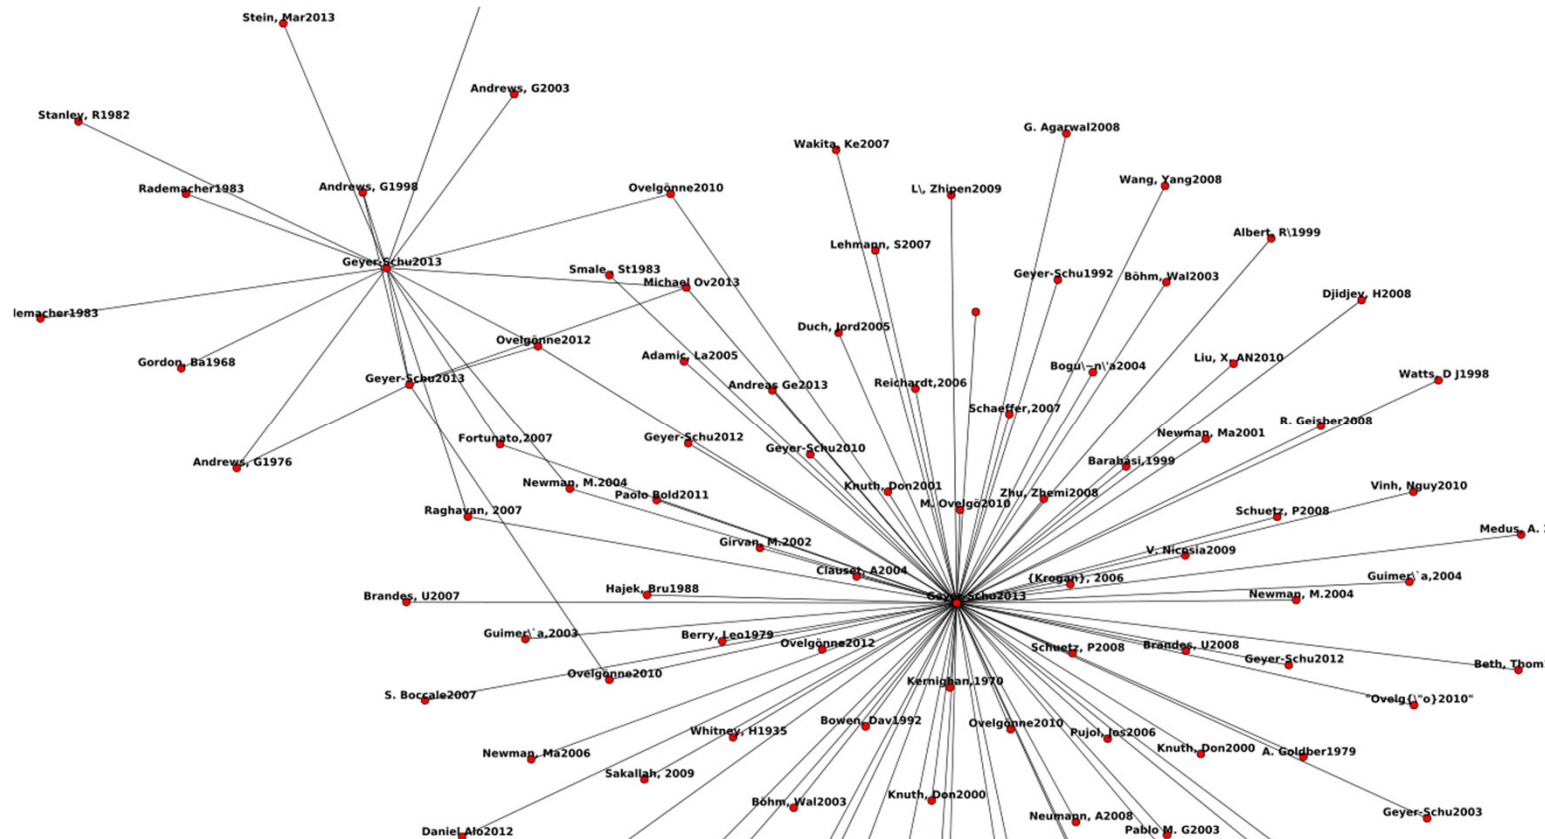 Stein, Mar2013
Andrews, G2003
Stanley, R1982
G. Agarwal2008
Wakita, Ke2007
Wang, Yang2008
Rademacher1983
Andrews, G1998
Ovelgönne2010
L\, Zhipen2009
Albert, R\1999
Lehmann, S2007
Geyer-Schu2013
Smale , St1983
Michael Ov2013
Geyer-Schu1992
Böhm, Wal2003
Djidjev, H2008
lemacher1983
Duch, Jord2005
Ovelgönne2012
Gordon, Ba1968
Adamic, La2005
Liu, X. AN2010
Bogu\~n\'a2004
Watts, D J1998
Geyer-Schu2013
Andreas Ge2013
Reichardt,2006
Schaeffer,2007
R. Geisber2008
Fortunato,2007
Geyer-Schu2012
Geyer-Schu2010
Newman, Ma2001
Andrews, G1976
Barabási,1999
Newman, M.2004
Paolo Bold2011
Knuth, Don2001
Zhu, Zhemi2008
Vinh, Nguy2010
M. Ovelgö2010
Raghavan, 2007
Schuetz, P2008
Medus, A.
Girvan, M.2002
V. Nicosia2009
Clauset, A2004
{Krogan}, 2006
Guimer\`a,2004
Hajek, Bru1988
Brandes, U2007
Geyer-Schu2013
Newman, M.2004
Guimer\`a,2003
Berry, Leo1979
Ovelgönne2012
Schuetz, P2008
Brandes, U2008
Geyer-Schu2012
Beth, Thom
Ovelgönne2010
Kernighan,1970
S. Boccale2007
"Ovelg{\"o}2010"
Whitney, H1935
Bowen, Dav1992
Ovelgönne2010
Pujol, Jos2006
Newman, Ma2006
Knuth, Don2000
A. Goldber1979
Sakallah, 2009
Böhm, Wal2003
Knuth, Don2000
Neumann, A2008
Geyer-Schu2003
Daniel Alo2012
Pablo M. G2003